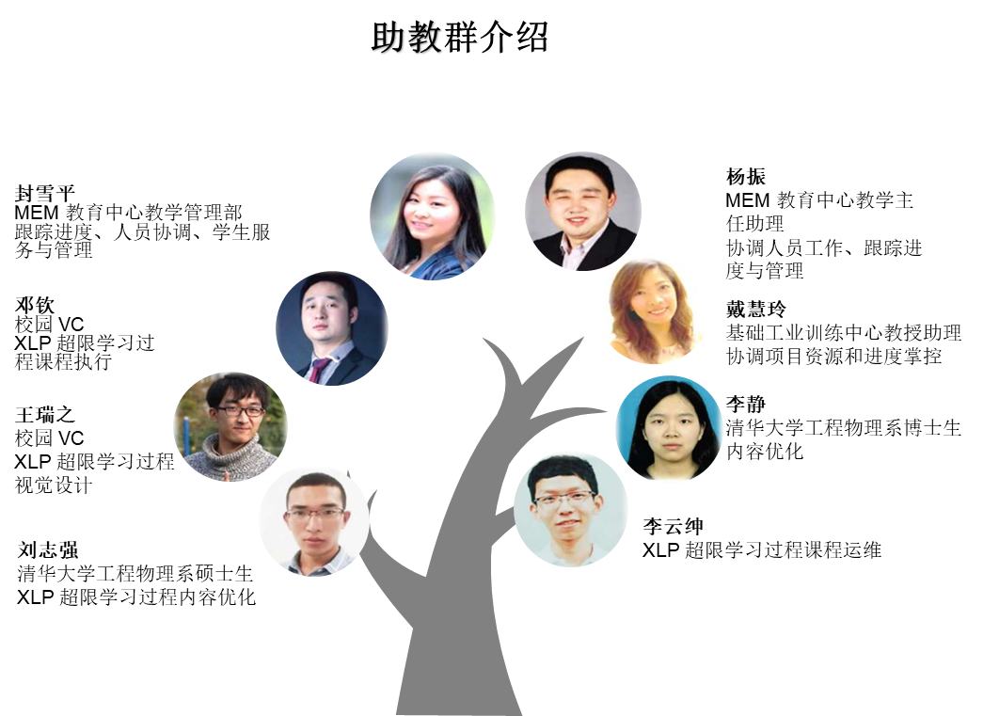 助教群介绍
封雪平
MEM 教育中心教学管理部
跟踪进度、人员协调、学生服
务与管理
邓钦
校园 VC
XLP 超限学习过
程课程执行
王瑞之
校园 VC
XLP 超限学习过程
视觉设计
刘志强
清华大学工程物理系硕士生
XLP 超限学习过程内容优化
杨振
MEM 教育中心教学主
任助理
协调人员工作、跟踪进
度与管理
戴慧玲
基础工业训练中心教授助理
协调项目资源和进度掌控
李静
清华大学工程物理系博士生
内容优化
李云绅
XLP 超限学习过程课程运维